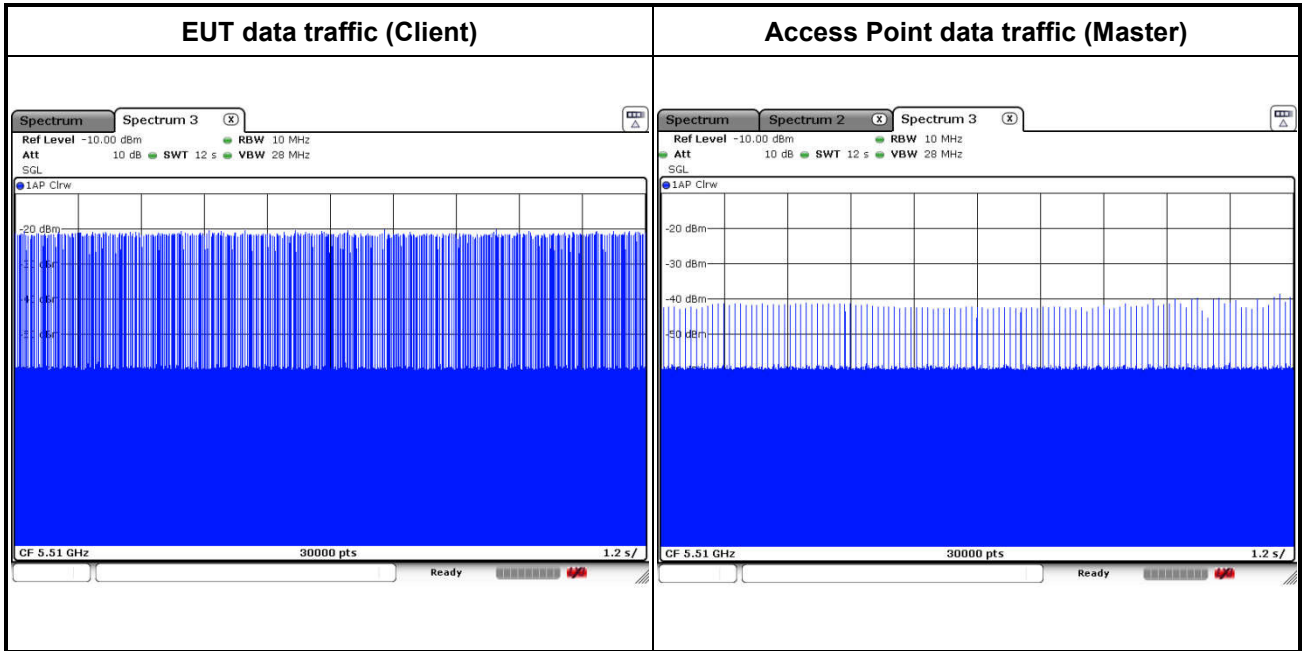 EUT data traffic (Client)
Access Point data traffic (Master)
Spectrum Spectrum 3 X
Ref Level -10.00 dBm RBW 10 MHz
Att 10 dB SWT 12 s VBW 28 MHz
SGL
1AP Clrw
-20 dBm
CF 5.51 GHz 30000 pts 1.2 s/
Ready
Spectrum Spectrum 2 X Spectrum 3 X
Ref Level -10.00 dBm RBW 10 MHz
Att 10 dB SWT 12 s VBW 28 MHz
SGL
1AP Clrw
-20 dBm
-30 dBm
-40 dBm
-50 dBm
CF 5.51 GHz 30000 pts 1.2 s/
Ready